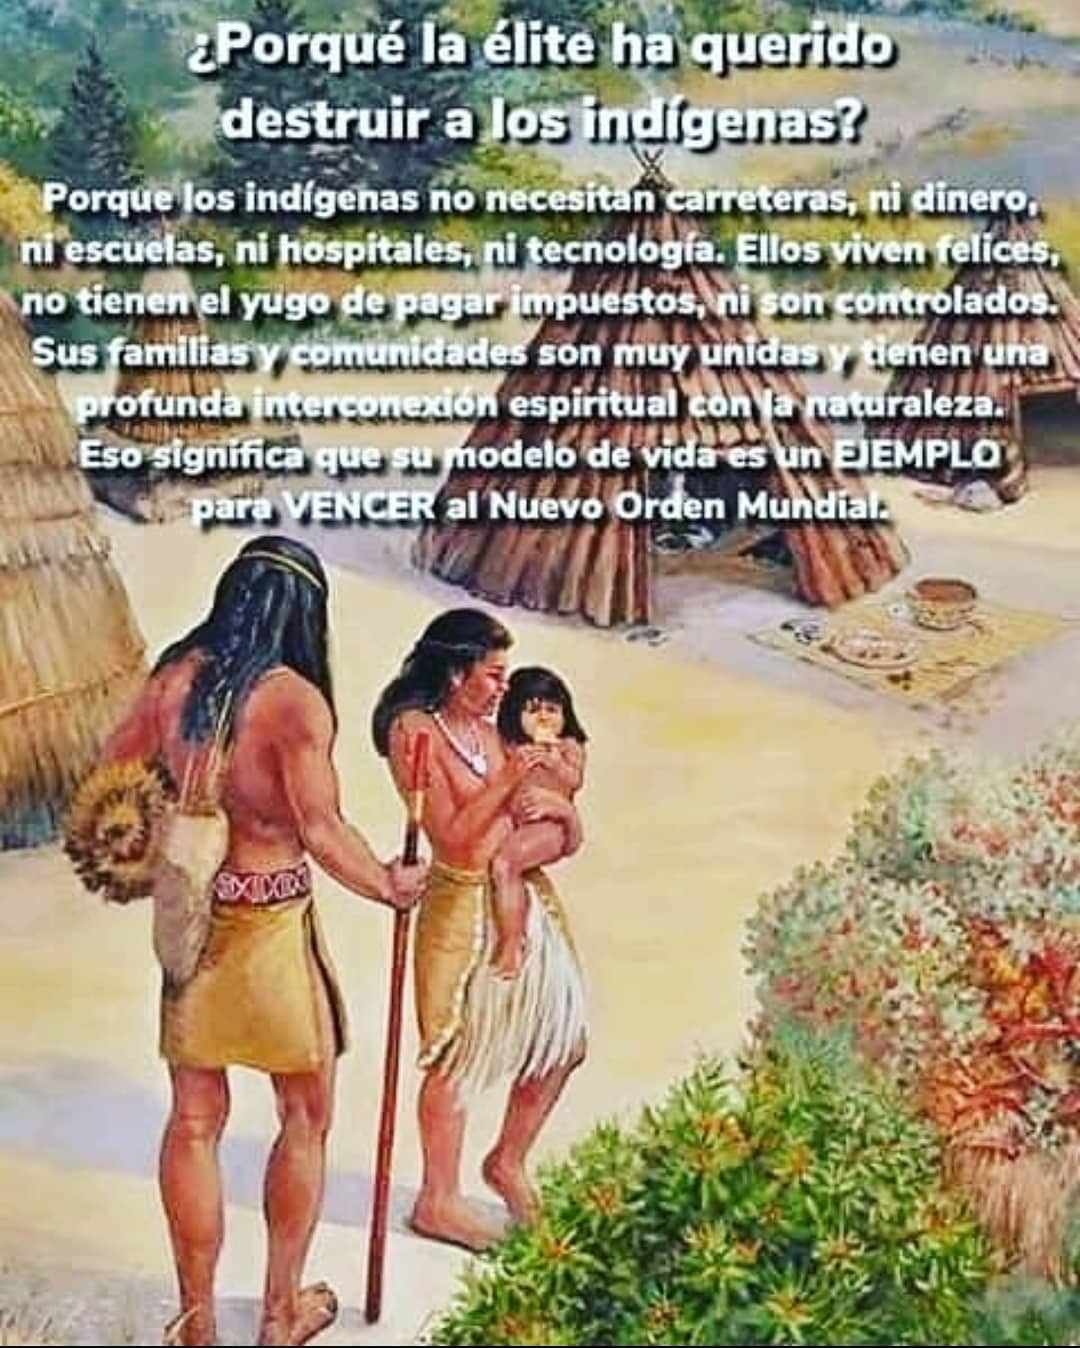 ¿Porqué la élite ha querido
destruir a los indígenas?
Porque los indígenas no necesitan carreteras, ni dinero,
ni escuelas, ni hospitales, ni tecnología. Ellos viven felices,
no tienen el yugo de pagar impuestos, ni son controlados.
Sus familias y comunidades son muy unidas y tienen una
profunda interconexión espiritual con la naturaleza.
Eso significa que su modelo de vida es un EJEMPLO
para VENCER al Nuevo Orden Mundial.